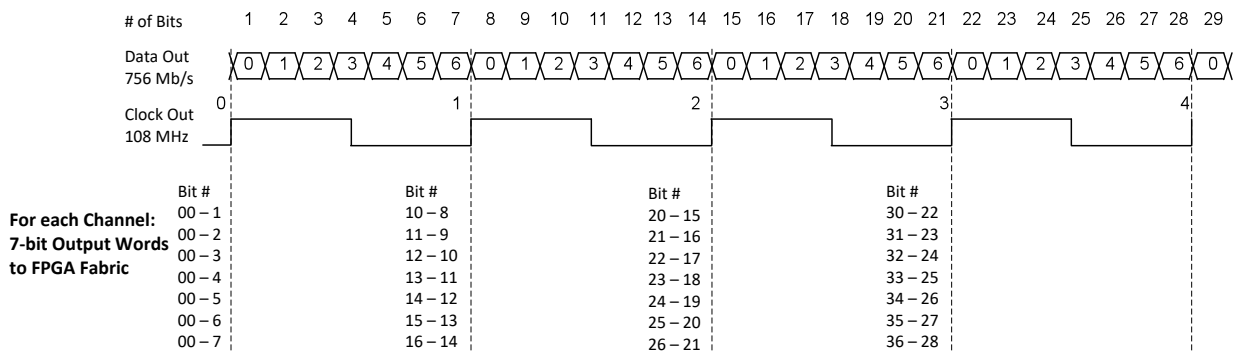 # of Bits 1 2 3 4 5 6 7 8 9 10 11 12 13 14 15 16 17 18 19 20 21 22 23 24 25 26 27 28 29
Data Out 0 1 2 3 4 5 6 0 1 2 3 4 5 6 0 1 2 3 4 5 6 0 1 2 3 4 5 6 0
756 Mb/s
0 1 2 3 4
Clock Out
108 MHz
For each Channel:
7-bit Output Words
to FPGA Fabric
Bit #
00 – 1
00 – 2
00 – 3
00 – 4
00 – 5
00 – 6
00 – 7
Bit #
10 – 8
11 – 9
12 – 10
13 – 11
14 – 12
15 – 13
16 – 14
Bit #
20 – 15
21 – 16
22 – 17
23 – 18
24 – 19
25 – 20
26 – 21
Bit #
30 – 22
31 – 23
32 – 24
33 – 25
34 – 26
35 – 27
36 – 28